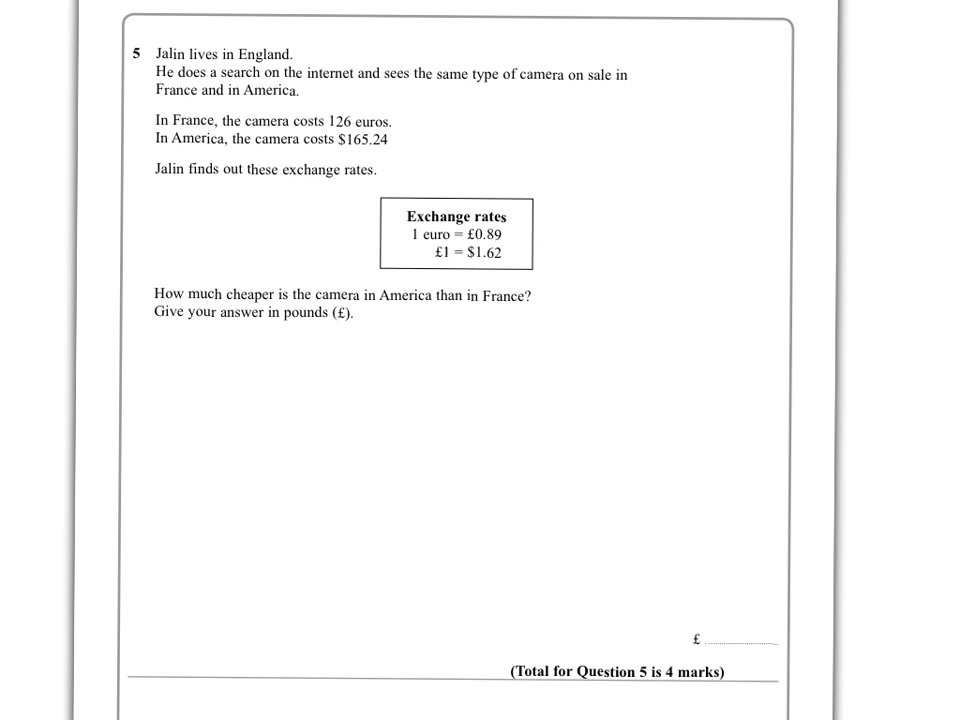 5 Jalin lives in England.
He does a search on the internet and sees the same type of camera on sale in
France and in America.
In France, the camera costs 126 euros.
In America, the camera costs $165.24
Jalin finds out these exchange rates.
Exchange rates
1 euro = £0.89
£1 = $1.62
How much cheaper is the camera in America than in France?
Give your answer in pounds (£).
£ ....................
(Total for Question 5 is 4 marks)